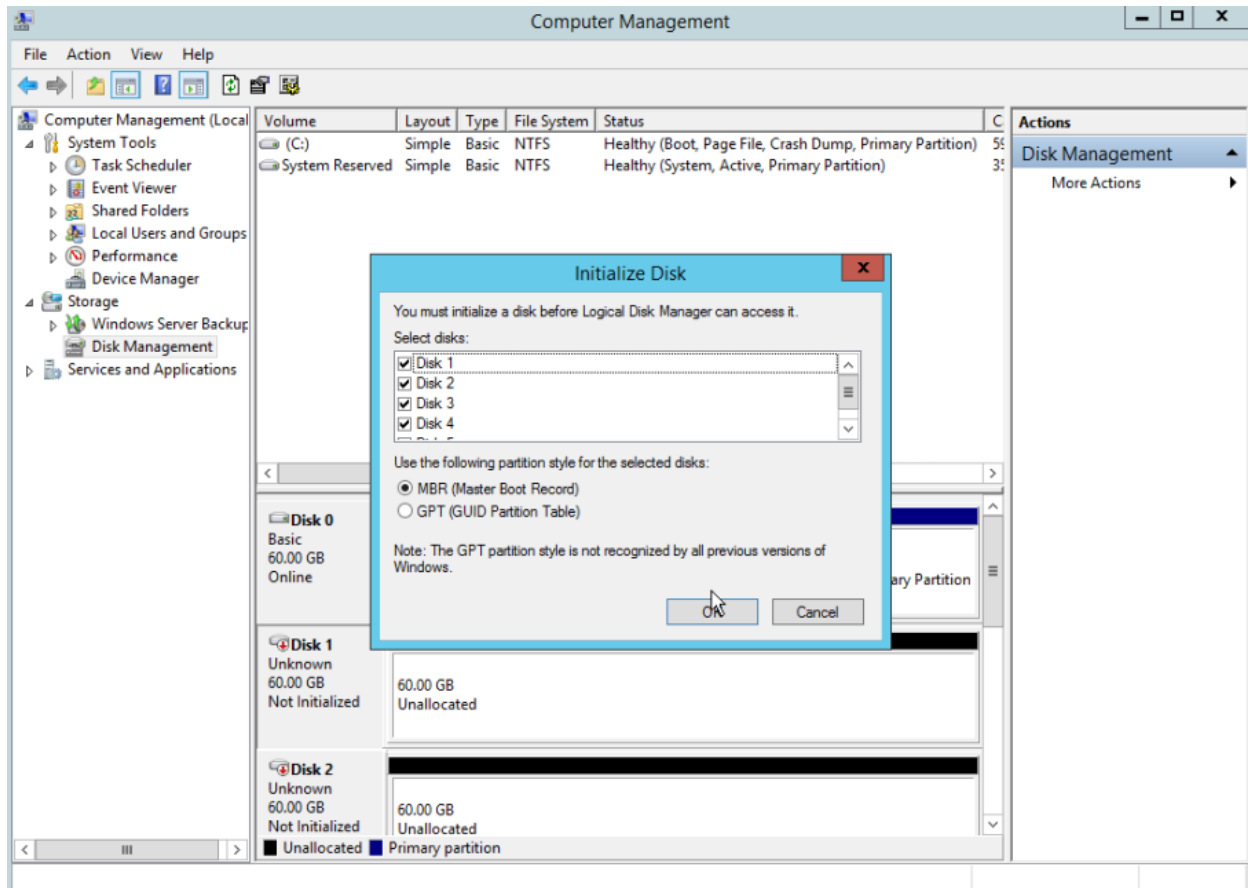 Computer Management
File Action View Help
Computer Management (Local
System Tools
Task Scheduler
Event Viewer
Shared Folders
Local Users and Groups
Performance
Device Manager
Storage
Windows Server Backup
Disk Management
Services and Applications
Volume Layout Type File System Status C
(C:) Simple Basic NTFS Healthy (Boot, Page File, Crash Dump, Primary Partition) 59
System Reserved Simple Basic NTFS Healthy (System, Active, Primary Partition) 35
Actions
Disk Management
More Actions
Initialize Disk
You must initialize a disk before Logical Disk Manager can access it.
Select disks:
Disk 1
Disk 2
Disk 3
Disk 4
Use the following partition style for the selected disks:
MBR (Master Boot Record)
GPT (GUID Partition Table)
Note: The GPT partition style is not recognized by all previous versions of
Windows.
OK Cancel
Disk 0
Basic
60.00 GB
Online
ary Partition
Disk 1
Unknown
60.00 GB
Not Initialized
60.00 GB
Unallocated
Disk 2
Unknown
60.00 GB
Not Initialized
60.00 GB
Unallocated
Unallocated Primary partition